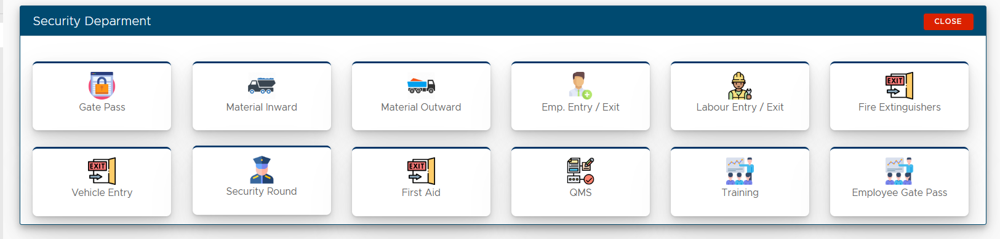 Security Deparment
CLOSE
Gate Pass
Material Inward
Material Outward
Emp. Entry / Exit
Labour Entry / Exit
EXIT
Fire Extinguishers
EXIT
Vehicle Entry
Security Round
EXIT
First Aid
QMS
Training
Employee Gate Pass